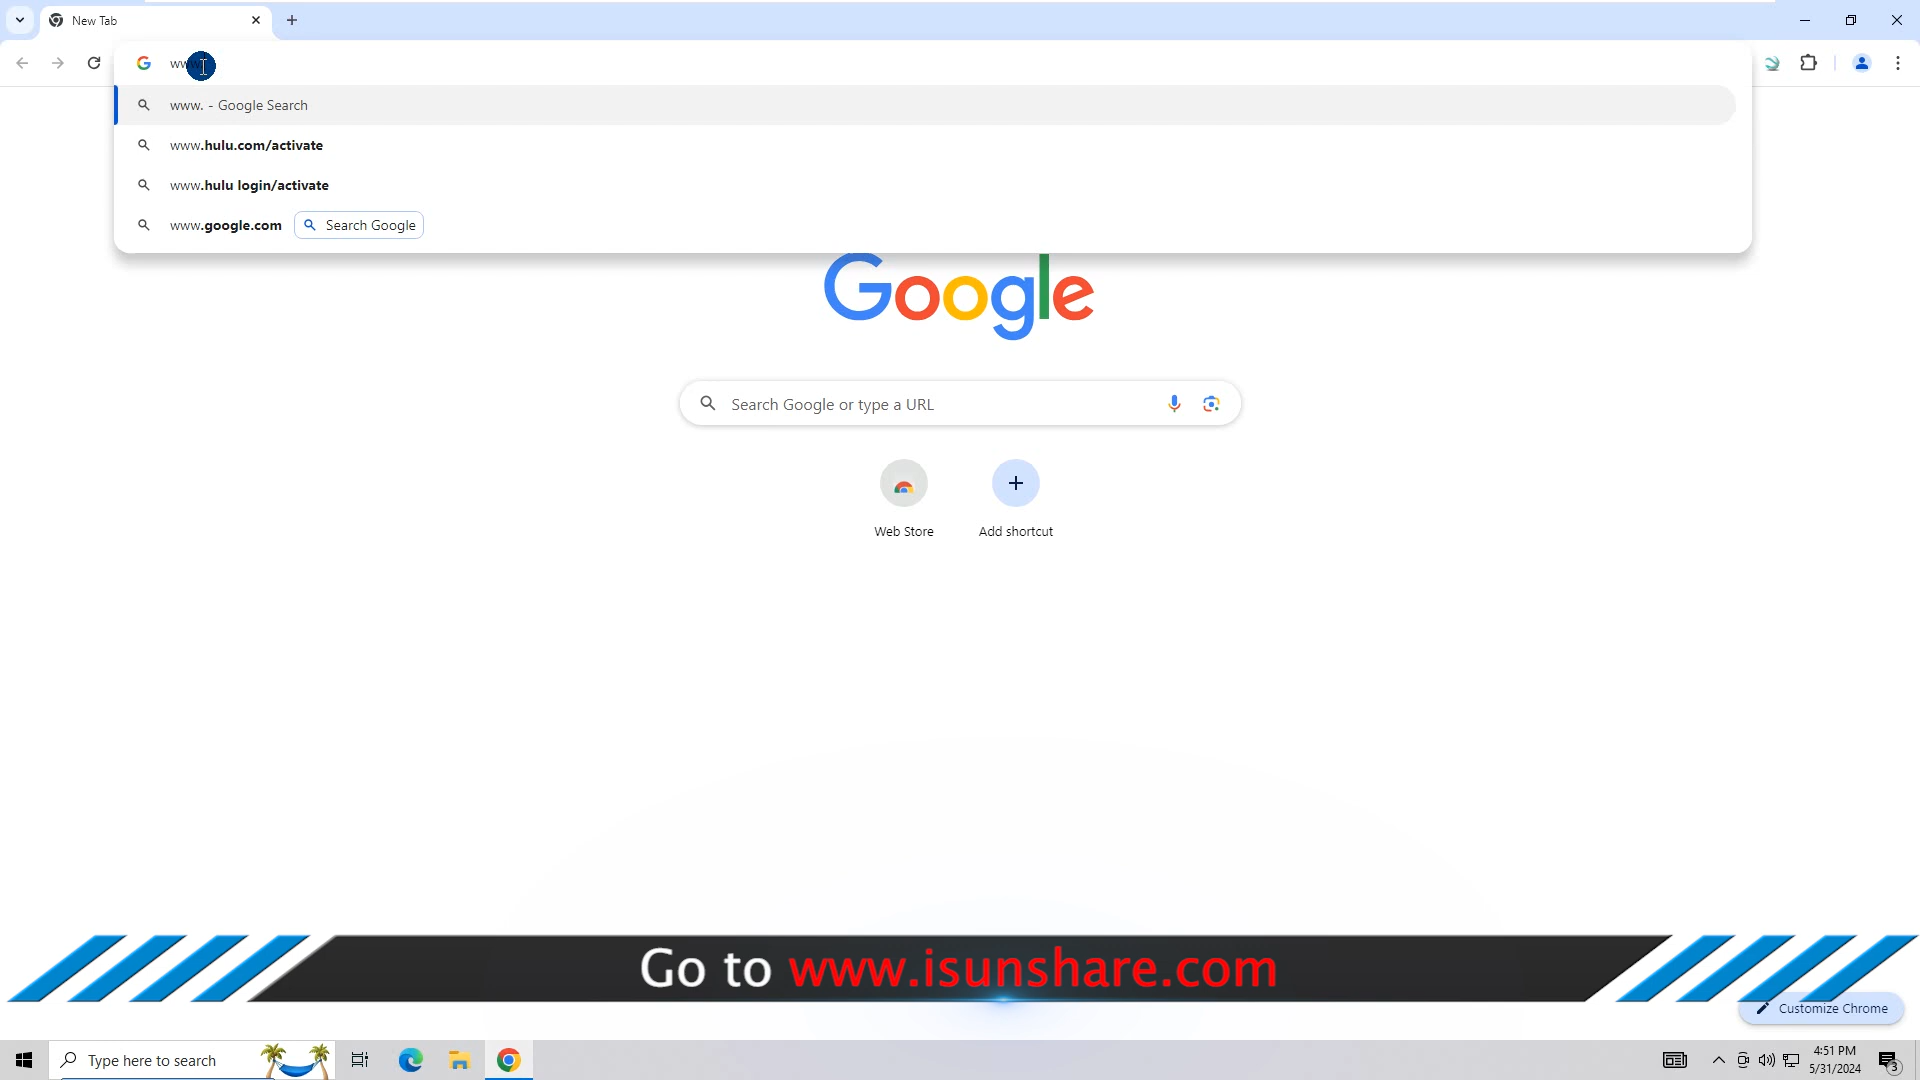 New Tab
www.
www. - Google Search
www.hulu.com/activate
www.hulu login/activate
www.google.com Search Google
Google
Search Google or type a URL
Web Store
Add shortcut
Go to www.isunshare.com
Customize Chrome
Type here to search
4:51 PM
5/31/2024
3